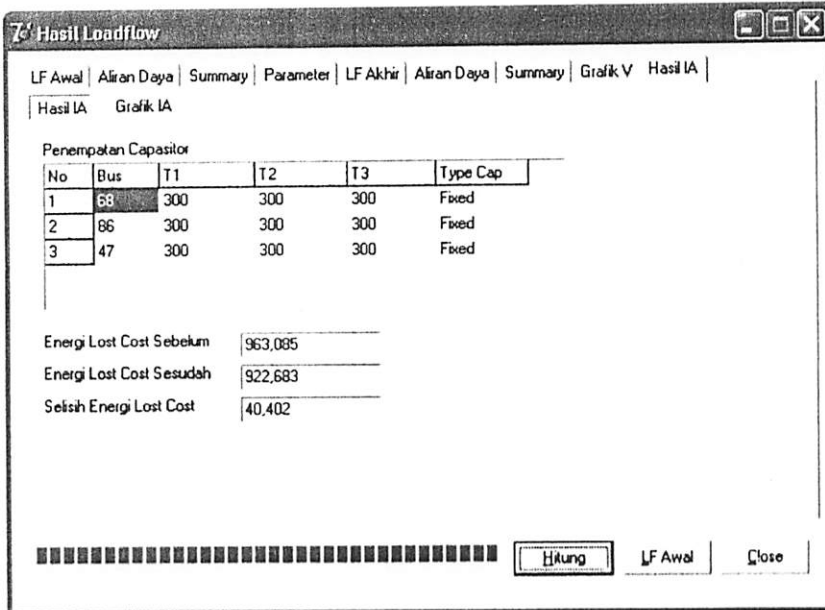 Hasil Loadflow
LF Awal Aliran Daya Summary Parameter LF Akhir Aliran Daya Summary Grafik V Hasil IA
Hasil IA Grafik IA
Penempatan Capasitor
No Bus T1 T2 T3 Type Cap
1 68 300 300 300 Fixed
2 86 300 300 300 Fixed
3 47 300 300 300 Fixed
Energi Lost Cost Sebelum 963,085
Energi Lost Cost Sesudah 922,683
Selisih Energi Lost Cost 40,402
Hitung LF Awal Close